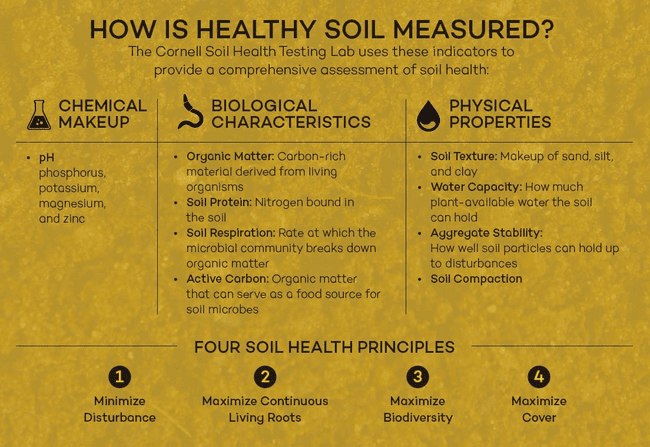 HOW IS HEALTHY SOIL MEASURED?
The Cornell Soil Health Testing Lab uses these indicators to
provide a comprehensive assessment of soil health:
CHEMICAL
MAKEUP
• pH
phosphorus,
potassium,
magnesium,
and zinc
BIOLOGICAL
CHARACTERISTICS
• Organic Matter: Carbon-rich
material derived from living
organisms
• Soil Protein: Nitrogen bound in
the soil
• Soil Respiration: Rate at which the
microbial community breaks down
organic matter
• Active Carbon: Organic matter
that can serve as a food source for
soil microbes
PHYSICAL
PROPERTIES
• Soil Texture: Makeup of sand, silt,
and clay
• Water Capacity: How much
plant-available water the soil
can hold
• Aggregate Stability:
How well soil particles can hold up
to disturbances
• Soil Compaction
FOUR SOIL HEALTH PRINCIPLES
1
Minimize
Disturbance
2
Maximize Continuous
Living Roots
3
Maximize
Biodiversity
4
Maximize
Cover